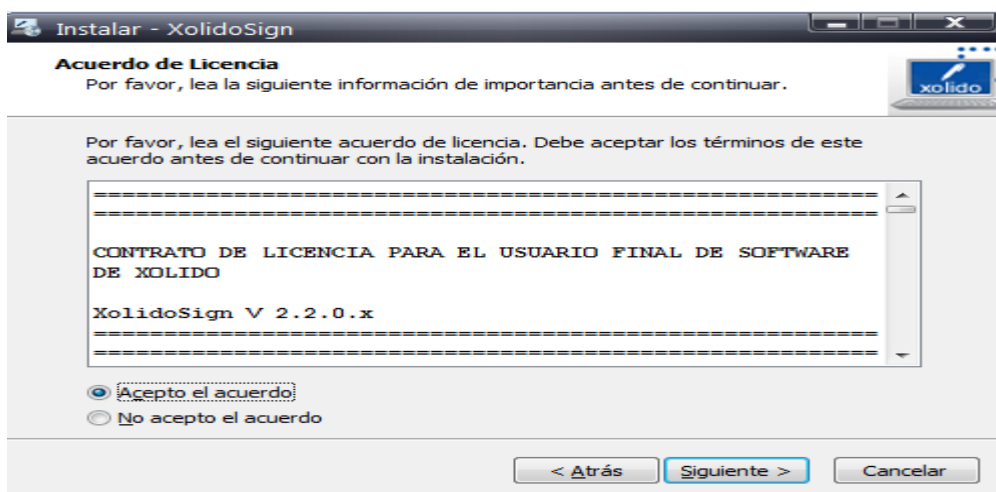 Instalar - XolidoSign
Acuerdo de Licencia
Por favor, lea la siguiente información de importancia antes de continuar.
xolido
Por favor, lea el siguiente acuerdo de licencia. Debe aceptar los términos de este
acuerdo antes de continuar con la instalación.
========================================================
========================================================
CONTRATO DE LICENCIA PARA EL USUARIO FINAL DE SOFTWARE
DE XOLIDO
XolidoSign V 2.2.0.x
========================================================
========================================================
Acepto el acuerdo
No acepto el acuerdo
< Atrás Siguiente > Cancelar